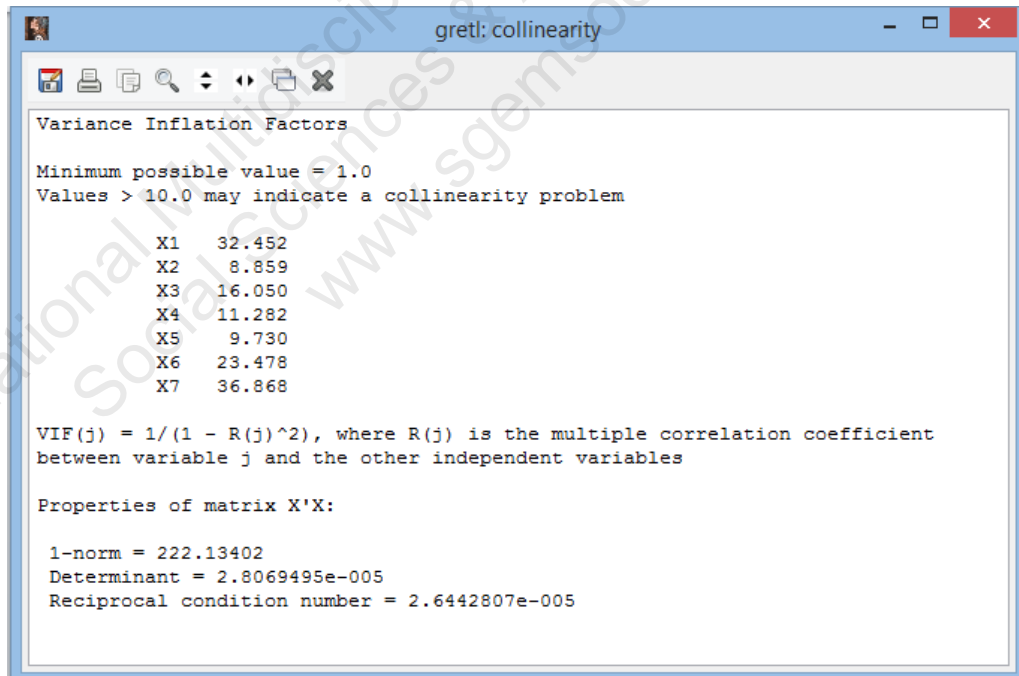 gretl: collinearity
Variance Inflation Factors
Minimum possible value = 1.0
Values > 10.0 may indicate a collinearity problem
X1 32.452
X2 8.859
X3 16.050
X4 11.282
X5 9.730
X6 23.478
X7 36.868
VIF(j) = 1/(1 - R(j)^2), where R(j) is the multiple correlation coefficient
between variable j and the other independent variables
Properties of matrix X'X:
1-norm = 222.13402
Determinant = 2.8069495e-005
Reciprocal condition number = 2.6442807e-005
Social Sciences &